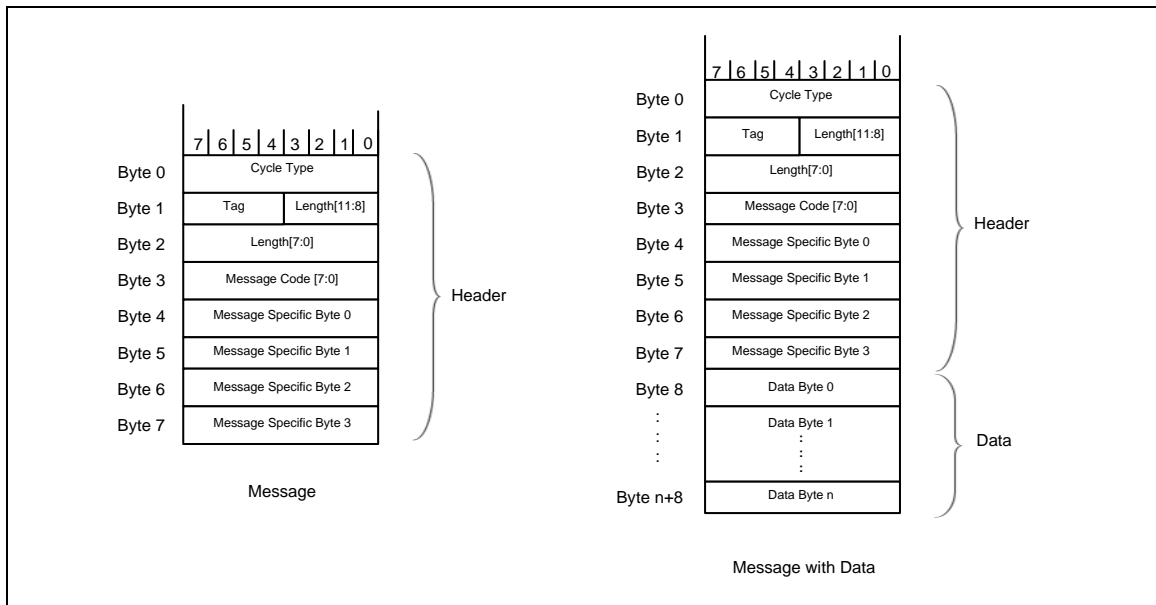 7 6 5 4 3 2 1 0
Byte 0 Cycle Type
Byte 1 Tag Length[11:8]
Byte 2 Length[7:0]
Byte 3 Message Code [7:0]
Byte 4 Message Specific Byte 0
Byte 5 Message Specific Byte 1
Byte 6 Message Specific Byte 2
Byte 7 Message Specific Byte 3
Header
Message
7 6 5 4 3 2 1 0
Byte 0 Cycle Type
Byte 1 Tag Length[11:8]
Byte 2 Length[7:0]
Byte 3 Message Code [7:0]
Byte 4 Message Specific Byte 0
Byte 5 Message Specific Byte 1
Byte 6 Message Specific Byte 2
Byte 7 Message Specific Byte 3
Header
Byte 8 Data Byte 0
Data Byte 1
Byte n+8 Data Byte n
Data
Message with Data